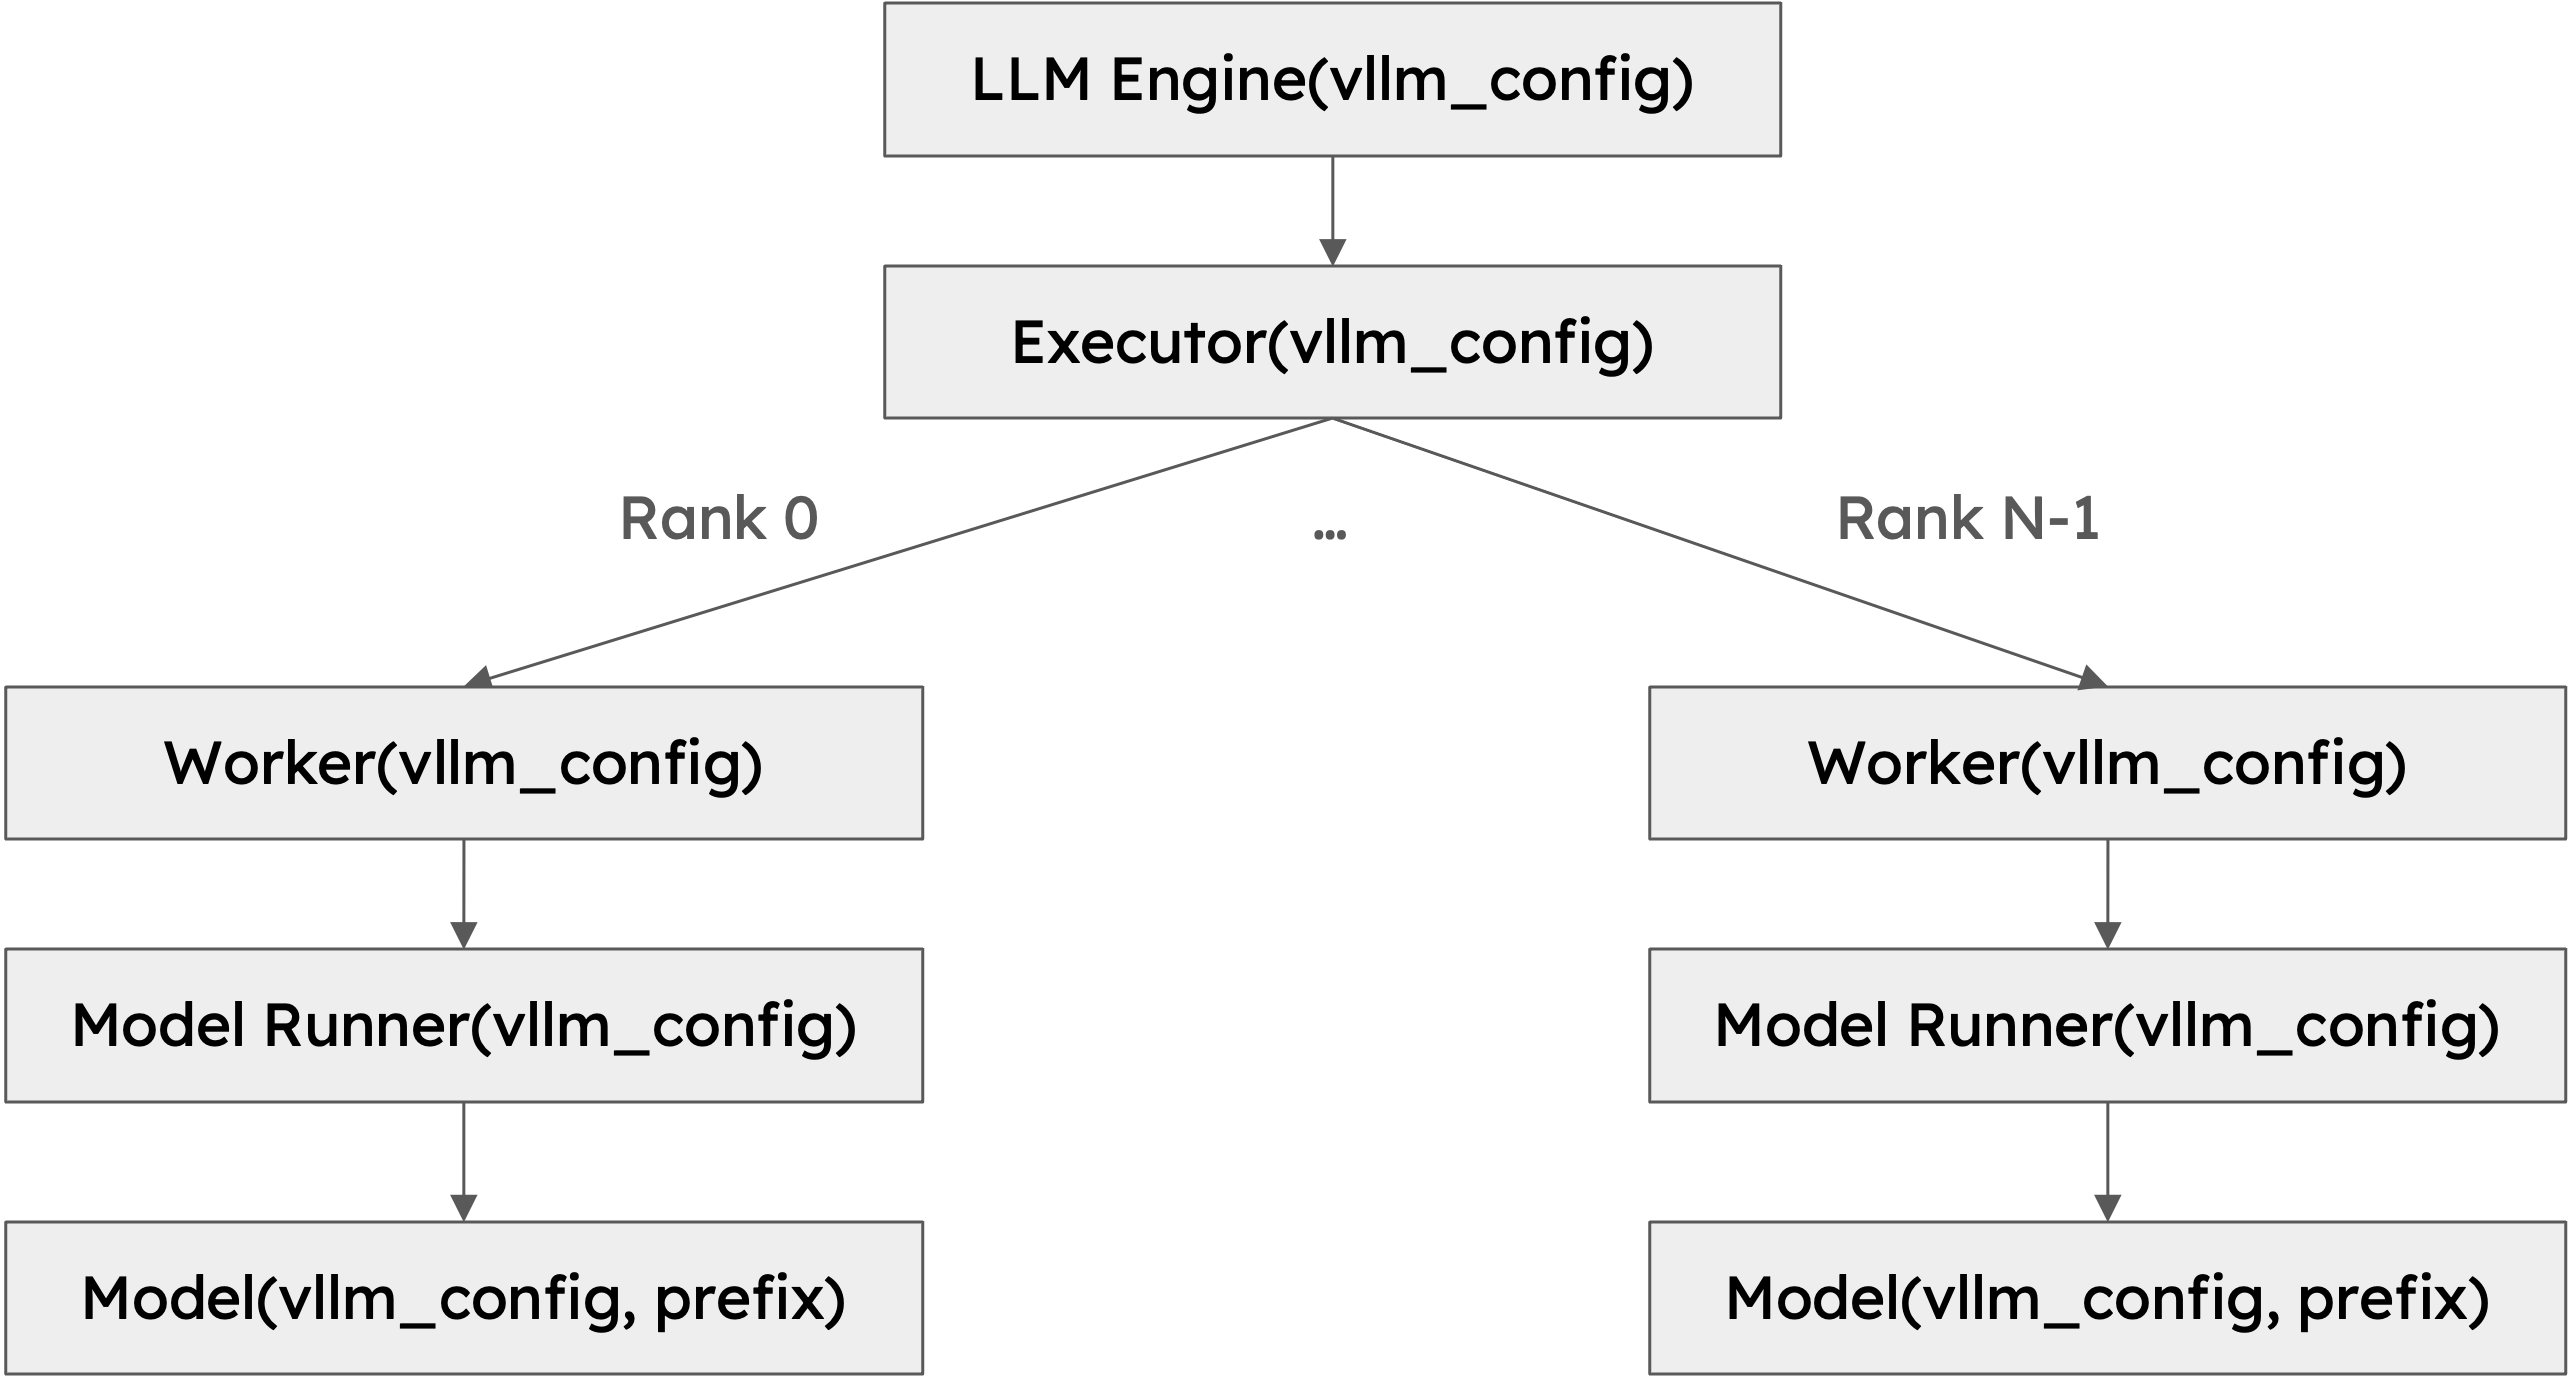 LLM Engine(vllm_config)
Executor(vllm_config)
Rank 0
...
Rank N-1
Worker(vllm_config)
Worker(vllm_config)
Model Runner(vllm_config)
Model Runner(vllm_config)
Model(vllm_config, prefix)
Model(vllm_config, prefix)